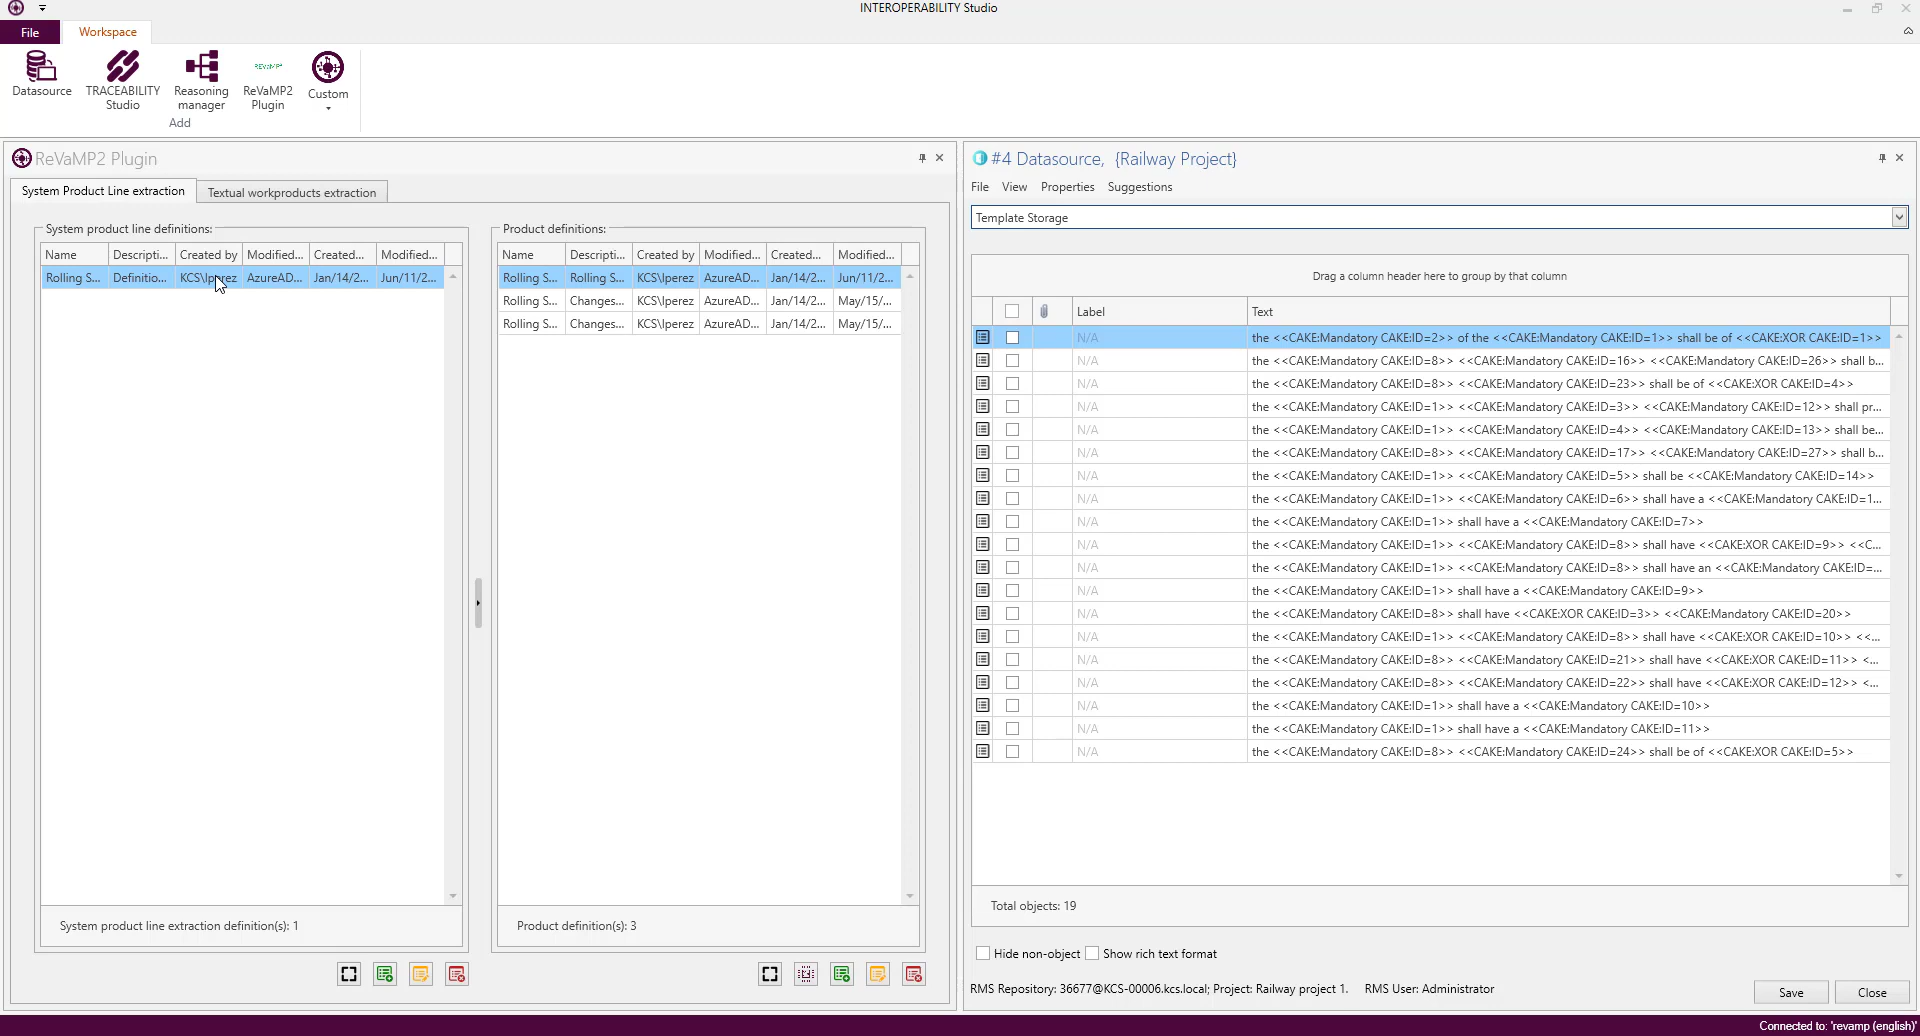 INTEROPERABILITY Studio
File
Workspace
Datasource
TRACEABILITY
Studio
Reasoning
manager
REVaMP²
ReVaMP2
Plugin
Custom
Add
ReVaMP2 Plugin
System Product Line extraction
Textual workproducts extraction
System product line definitions:
Name Descripti... Created by Modified... Created... Modified...
Rolling S... Definitio... KCS\lperez AzureAD... Jan/14/2... Jun/11/2...
System product line extraction definition(s): 1
Product definitions:
Name Descripti... Created by Modified... Created... Modified...
Rolling S... Rolling S... KCS\lperez AzureAD... Jan/14/2... Jun/11/2...
Rolling S... Changes... KCS\lperez AzureAD... Jan/14/2... May/15/...
Rolling S... Changes... KCS\lperez AzureAD... Jan/14/2... May/15/...
Product definition(s): 3
#4 Datasource, {Railway Project}
File View Properties Suggestions
Template Storage
Drag a column header here to group by that column
Label Text
N/A the <<CAKE:Mandatory CAKE:ID=2>> of the <<CAKE:Mandatory CAKE:ID=1>> shall be of <<CAKE:XOR CAKE:ID=1>>
N/A the <<CAKE:Mandatory CAKE:ID=8>> <<CAKE:Mandatory CAKE:ID=16>> <<CAKE:Mandatory CAKE:ID=26>> shall b...
N/A the <<CAKE:Mandatory CAKE:ID=8>> <<CAKE:Mandatory CAKE:ID=23>> shall be of <<CAKE:XOR CAKE:ID=4>>
N/A the <<CAKE:Mandatory CAKE:ID=1>> <<CAKE:Mandatory CAKE:ID=3>> <<CAKE:Mandatory CAKE:ID=12>> shall pr...
N/A the <<CAKE:Mandatory CAKE:ID=1>> <<CAKE:Mandatory CAKE:ID=4>> <<CAKE:Mandatory CAKE:ID=13>> shall be...
N/A the <<CAKE:Mandatory CAKE:ID=8>> <<CAKE:Mandatory CAKE:ID=17>> <<CAKE:Mandatory CAKE:ID=27>> shall b...
N/A the <<CAKE:Mandatory CAKE:ID=1>> <<CAKE:Mandatory CAKE:ID=5>> shall be <<CAKE:Mandatory CAKE:ID=14>>
N/A the <<CAKE:Mandatory CAKE:ID=1>> <<CAKE:Mandatory CAKE:ID=6>> shall have a <<CAKE:Mandatory CAKE:ID=1...
N/A the <<CAKE:Mandatory CAKE:ID=1>> shall have a <<CAKE:Mandatory CAKE:ID=7>>
N/A the <<CAKE:Mandatory CAKE:ID=1>> <<CAKE:Mandatory CAKE:ID=8>> shall have <<CAKE:XOR CAKE:ID=9>> <<C...
N/A the <<CAKE:Mandatory CAKE:ID=1>> <<CAKE:Mandatory CAKE:ID=8>> shall have an <<CAKE:Mandatory CAKE:ID=...
N/A the <<CAKE:Mandatory CAKE:ID=1>> shall have a <<CAKE:Mandatory CAKE:ID=9>>
N/A the <<CAKE:Mandatory CAKE:ID=8>> shall have <<CAKE:XOR CAKE:ID=3>> <<CAKE:Mandatory CAKE:ID=20>>
N/A the <<CAKE:Mandatory CAKE:ID=1>> <<CAKE:Mandatory CAKE:ID=8>> shall have <<CAKE:XOR CAKE:ID=10>> <<...
N/A the <<CAKE:Mandatory CAKE:ID=8>> <<CAKE:Mandatory CAKE:ID=21>> shall have <<CAKE:XOR CAKE:ID=11>> <...
N/A the <<CAKE:Mandatory CAKE:ID=8>> <<CAKE:Mandatory CAKE:ID=22>> shall have <<CAKE:XOR CAKE:ID=12>> <...
N/A the <<CAKE:Mandatory CAKE:ID=1>> shall have a <<CAKE:Mandatory CAKE:ID=10>>
N/A the <<CAKE:Mandatory CAKE:ID=1>> shall have a <<CAKE:Mandatory CAKE:ID=11>>
N/A the <<CAKE:Mandatory CAKE:ID=8>> <<CAKE:Mandatory CAKE:ID=24>> shall be of <<CAKE:XOR CAKE:ID=5>>
Total objects: 19
Hide non-object Show rich text format
RMS Repository: 36677@KCS-00006.kcs.local; Project: Railway project 1. RMS User: Administrator
Save Close
Connected to: 'revamp (english)'